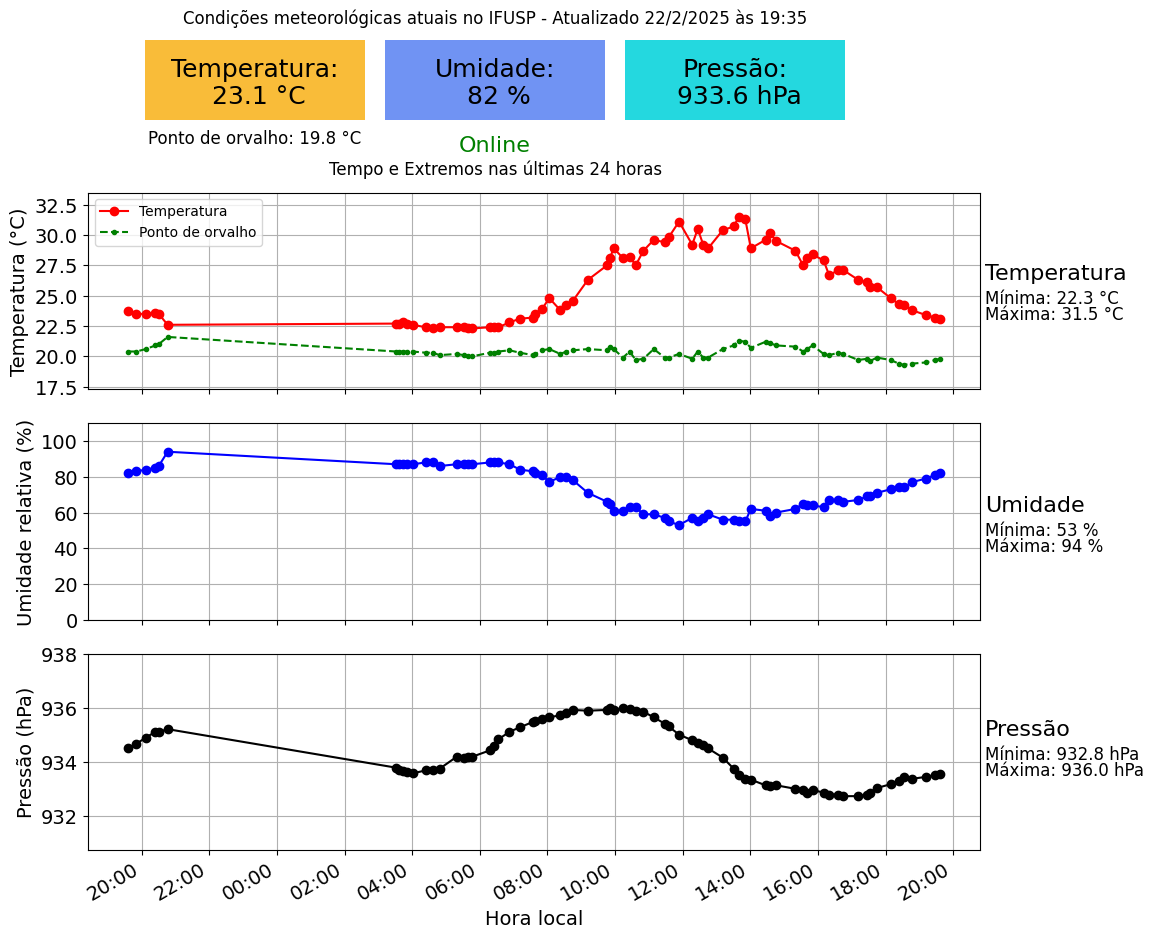 Condições meteorológicas atuais no IFUSP - Atualizado 22/2/2025 às 19:35
Temperatura:
23.1 °C
Umidade:
82 %
Pressão:
933.6 hPa
Ponto de orvalho: 19.8 °C
Online
Tempo e Extremos nas últimas 24 horas
Temperatura (°C)
32.5
30.0
27.5
25.0
22.5
20.0
17.5
Temperatura
Ponto de orvalho
Temperatura
Mínima: 22.3 °C
Máxima: 31.5 °C
Umidade relativa (%)
100
80
60
40
20
0
Umidade
Mínima: 53 %
Máxima: 94 %
Pressão (hPa)
938
936
934
932
Pressão
Mínima: 932.8 hPa
Máxima: 936.0 hPa
20:00 22:00 00:00 02:00 04:00 06:00 08:00 10:00 12:00 14:00 16:00 18:00 20:00
Hora local